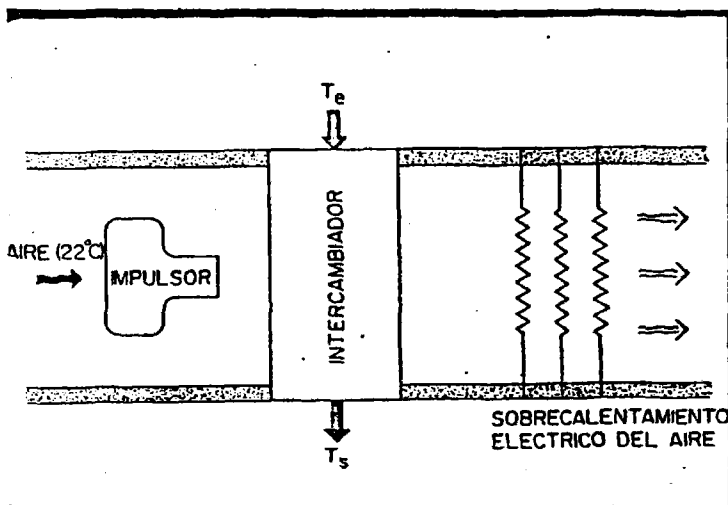 Te
AIRE (22°C)
IMPULSOR
INTERCAMBIADOR
Ts
SOBRECALENTAMIENTO
ELECTRICO DEL AIRE